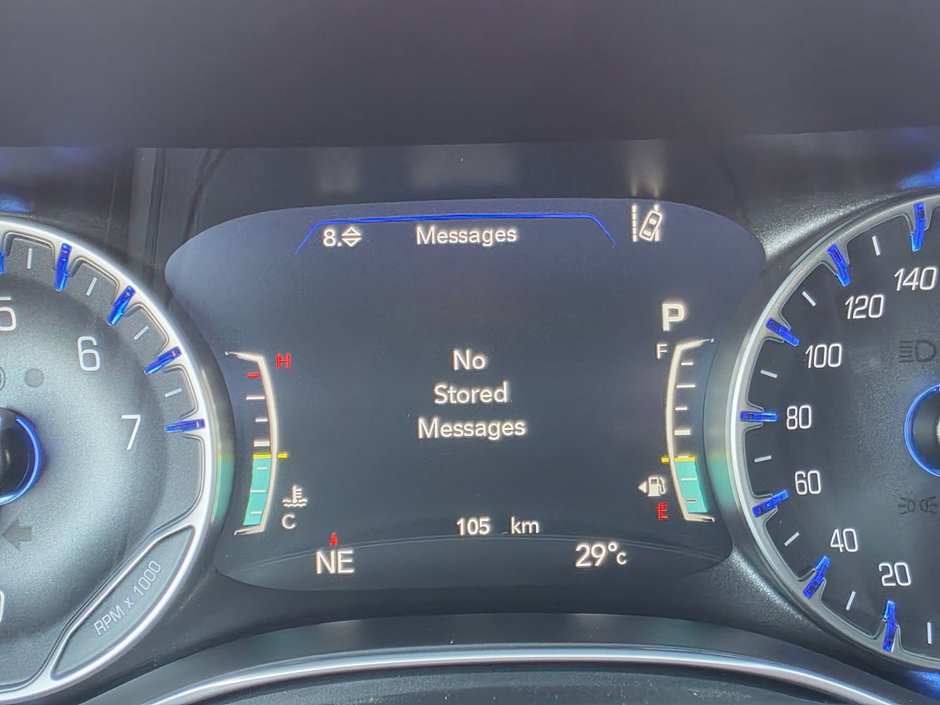 8. Messages
P
H
F
No
Stored
Messages
C
E
105 km
NE
29°C
5
6
7
RPM x 1000
20
40
60
80
100
120
140